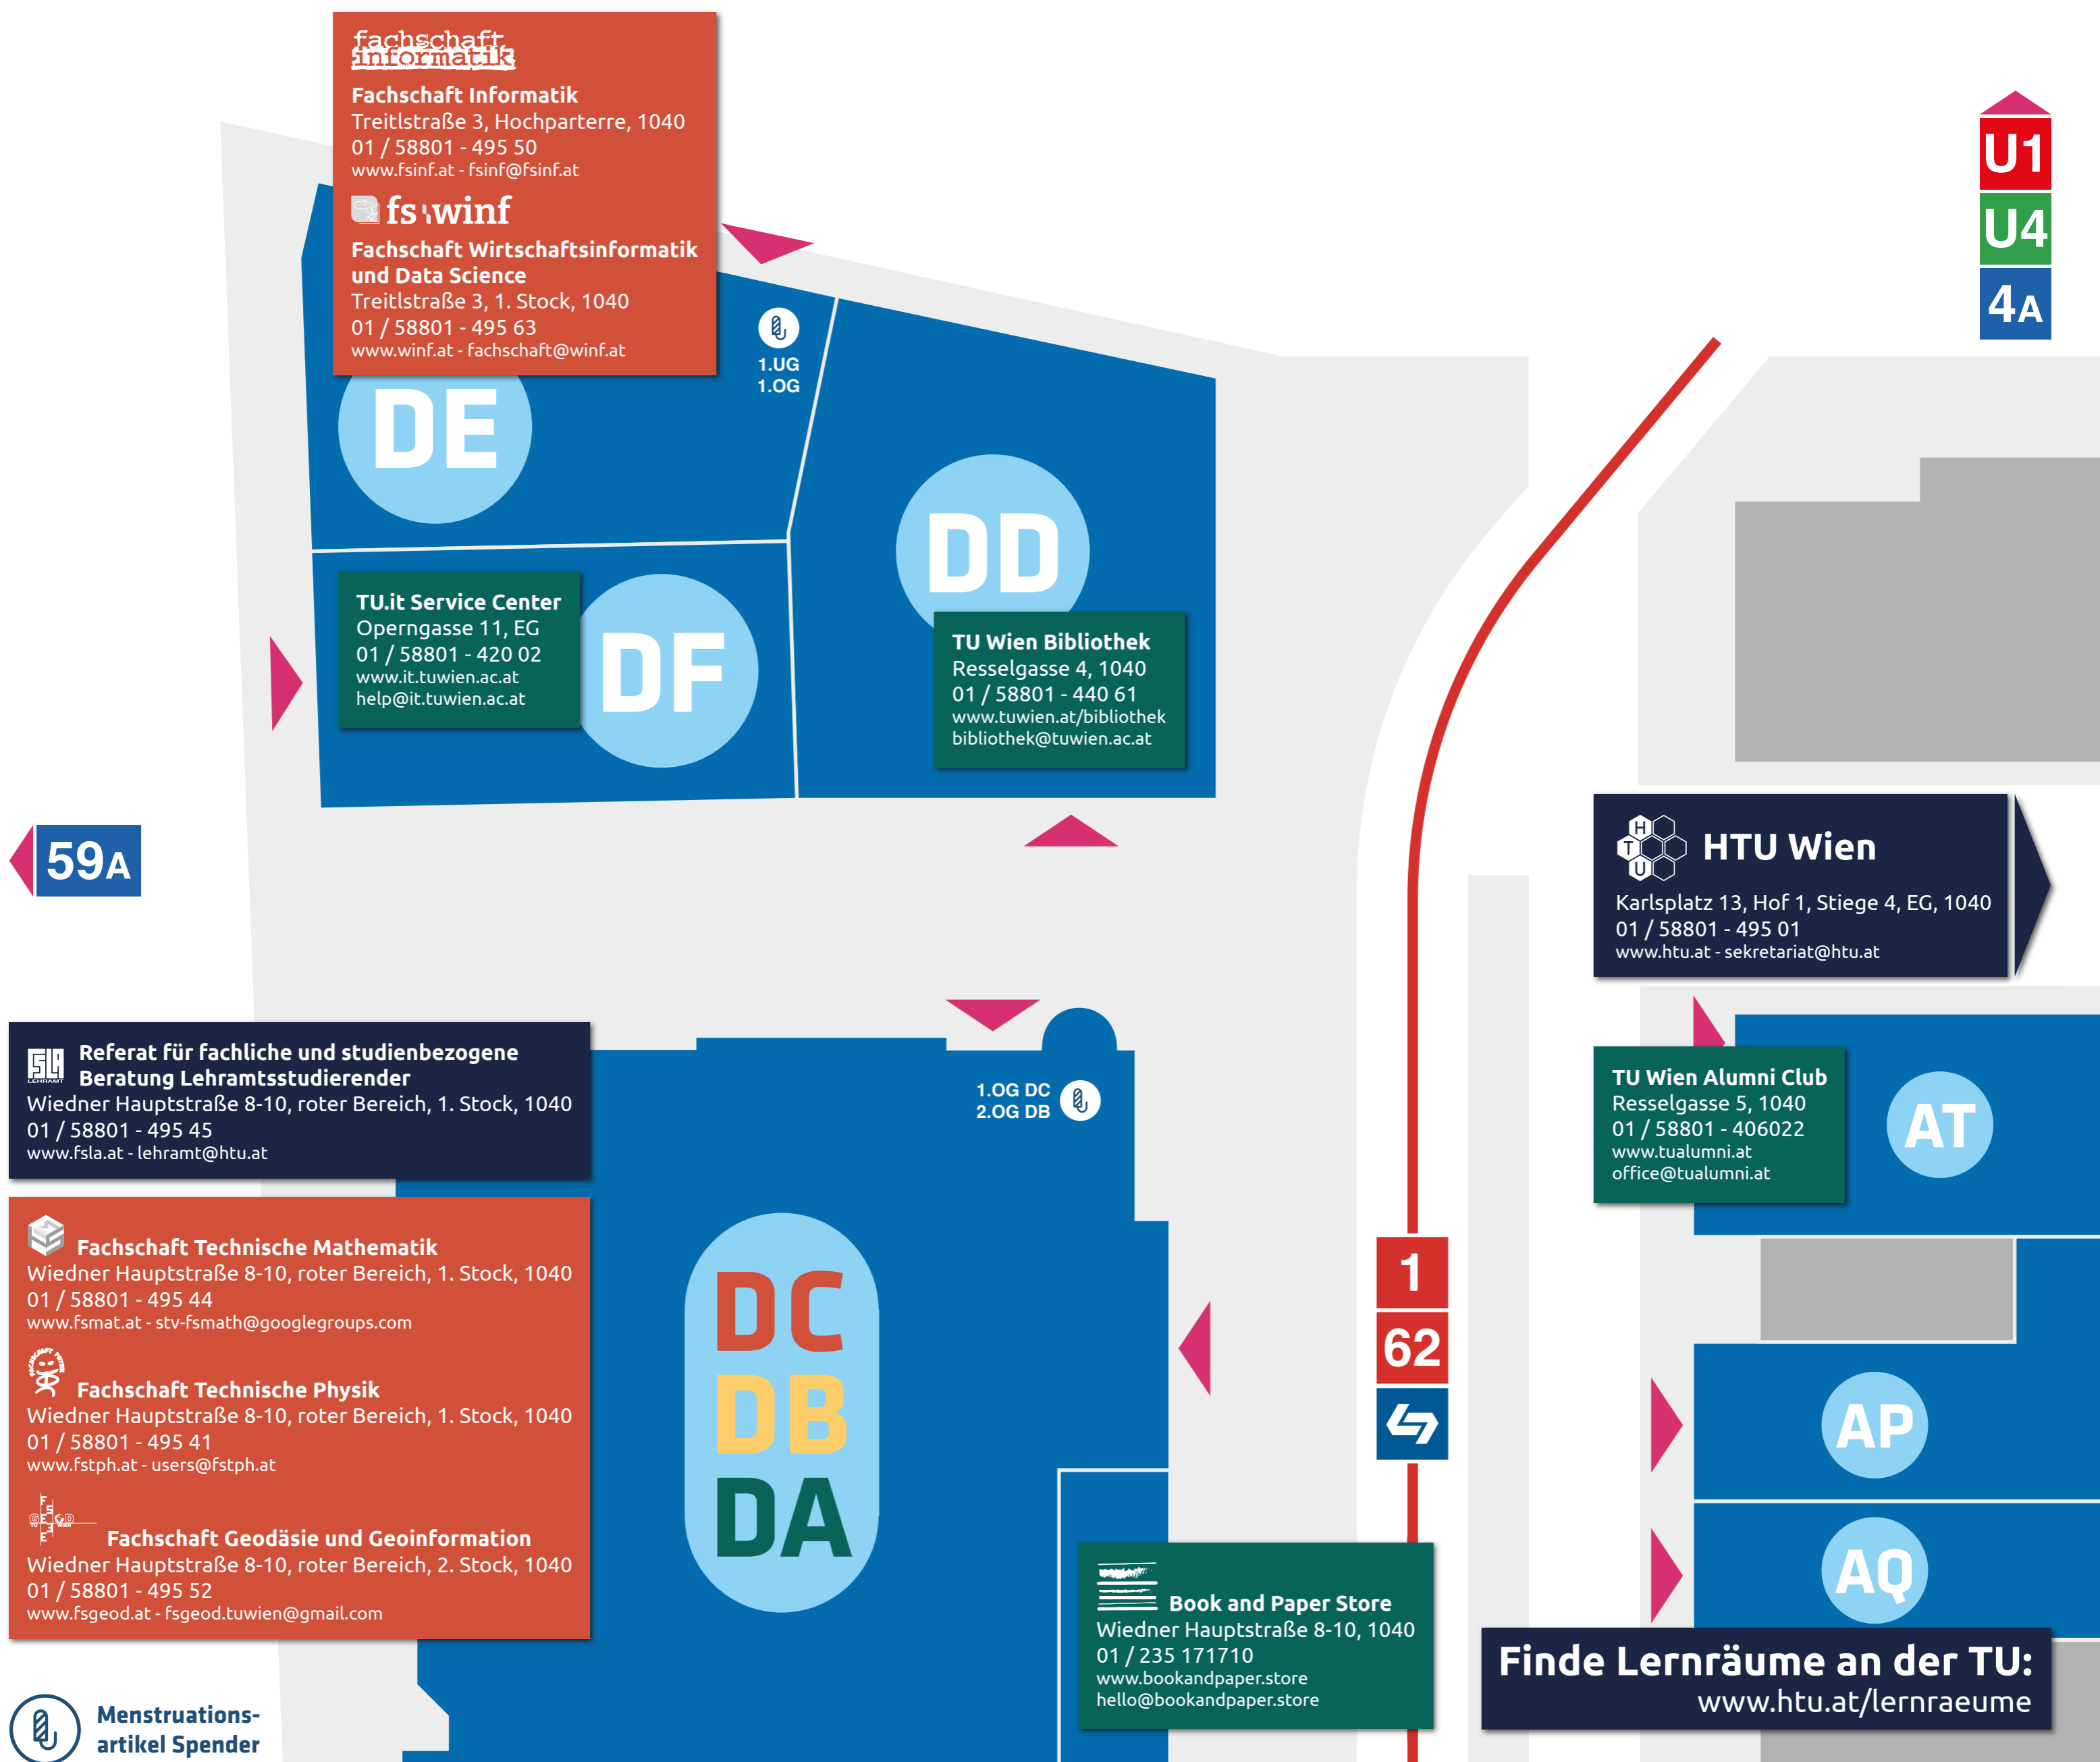 fachschaft
informatik
Fachschaft Informatik
Treitlstraße 3, Hochparterre, 1040
01 / 58801 - 495 50
www.fsinf.at - fsinf@fsinf.at
fs:winf
Fachschaft Wirtschaftsinformatik
und Data Science
Treitlstraße 3, 1. Stock, 1040
01 / 58801 - 495 63
www.winf.at - fachschaft@winf.at
U1
U4
4A
1.UG
1.OG
DE
DD
TU.it Service Center
Operngasse 11, EG
01 / 58801 - 420 02
www.it.tuwien.ac.at
help@it.tuwien.ac.at
DF
TU Wien Bibliothek
Resselgasse 4, 1040
01 / 58801 - 440 61
www.tuwien.at/bibliothek
bibliothek@tuwien.ac.at
59A
HTU
HTU Wien
Karlsplatz 13, Hof 1, Stiege 4, EG, 1040
01 / 58801 - 495 01
www.htu.at - sekretariat@htu.at
FSLA
LEHRAMT
Referat für fachliche und studienbezogene
Beratung Lehramtsstudierender
Wiedner Hauptstraße 8-10, roter Bereich, 1. Stock, 1040
01 / 58801 - 495 45
www.fsla.at - lehramt@htu.at
1.OG DC
2.OG DB
TU Wien Alumni Club
Resselgasse 5, 1040
01 / 58801 - 406022
www.tualumni.at
office@tualumni.at
AT
Fachschaft Technische Mathematik
Wiedner Hauptstraße 8-10, roter Bereich, 1. Stock, 1040
01 / 58801 - 495 44
www.fsmat.at - stv-fsmath@googlegroups.com
FACHSCHAFT PHYSIK
Fachschaft Technische Physik
Wiedner Hauptstraße 8-10, roter Bereich, 1. Stock, 1040
01 / 58801 - 495 41
www.fstph.at - users@fstph.at
Fachschaft Geodäsie und Geoinformation
Wiedner Hauptstraße 8-10, roter Bereich, 2. Stock, 1040
01 / 58801 - 495 52
www.fsgeod.at - fsgeod.tuwien@gmail.com
DC
DB
DA
1
62
AP
AQ
Book and Paper Store
Wiedner Hauptstraße 8-10, 1040
01 / 235 171710
www.bookandpaper.store
hello@bookandpaper.store
Finde Lernräume an der TU:
www.htu.at/lernraeume
Menstruations-
artikel Spender